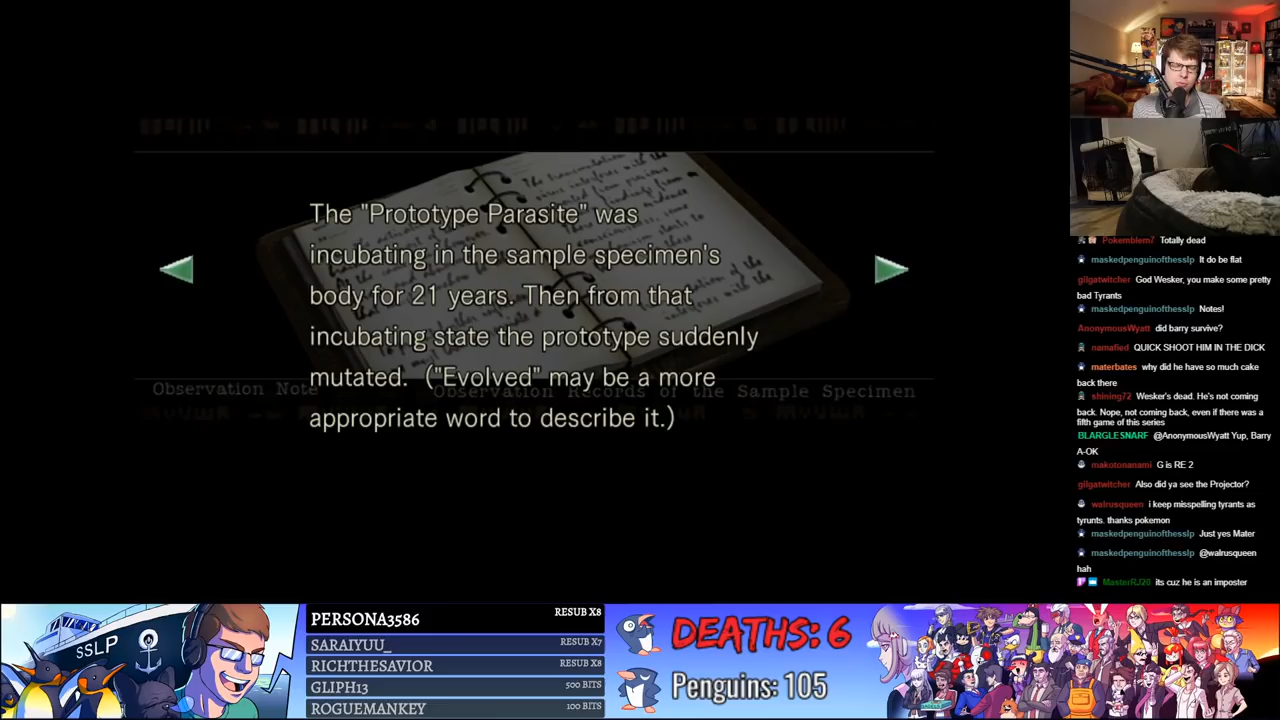 The "Prototype Parasite" was
incubating in the sample specimen's
body for 21 years. Then from that
incubating state the prototype suddenly
mutated. ("Evolved" may be a more
appropriate word to describe it.)
Observation Note
Observation Records of the Sample Specimen
Pokemblem7 Totally dead
maskedpenguinofthesslp It do be flat
gilgatwitcher God Wesker, you make some pretty
bad Tyrants
maskedpenguinofthesslp Notes!
AnonymousWyatt did barry survive?
namafied QUICK SHOOT HIM IN THE DICK
materbates why did he have so much cake
back there
shining72 Wesker's dead. He's not coming
back. Nope, not coming back, even if there was a
fifth game of this series
BLARGLESNARF @AnonymousWyatt Yup, Barry
A-OK
makotonanami G is RE 2
gilgatwitcher Also did ya see the Projector?
walrusqueen i keep misspelling tyrants as
tyrunts. thanks pokemon
maskedpenguinofthesslp Just yes Mater
maskedpenguinofthesslp @walrusqueen
hah
MasterRJ20 its cuz he is an imposter
SSLP
PERSONA3586 RESUB X8
SARAIYUU_ RESUB X7
RICHTHESAVIOR RESUB X8
GLIPH13 500 BITS
ROGUEMANKEY 100 BITS
DEATHS: 6
Penguins: 105